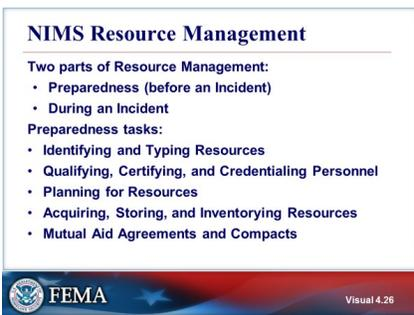 NIMS Resource Management
Two parts of Resource Management:
• Preparedness (before an Incident)
• During an Incident
Preparedness tasks:
• Identifying and Typing Resources
• Qualifying, Certifying, and Credentialing Personnel
• Planning for Resources
• Acquiring, Storing, and Inventorying Resources
• Mutual Aid Agreements and Compacts
FEMA
Visual 4.26